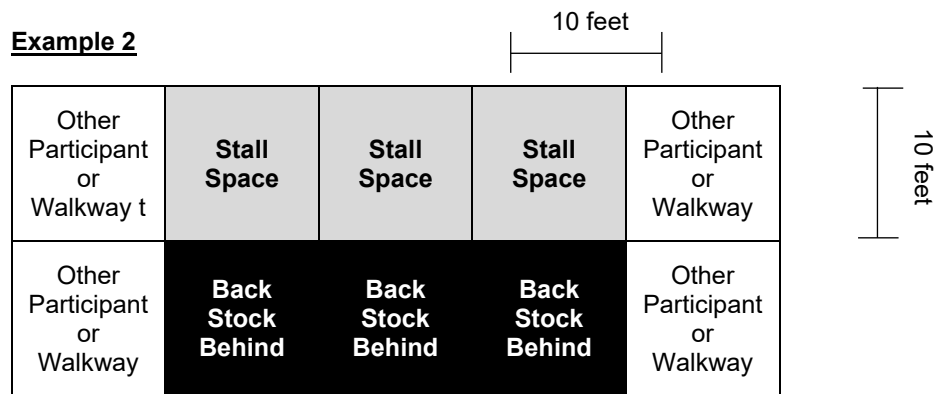 Example 2
10 feet
Other
Participant
or
Walkway t
Stall
Space
Stall
Space
Stall
Space
Other
Participant
or
Walkway
10 feet
Other
Participant
or
Walkway
Back
Stock
Behind
Back
Stock
Behind
Back
Stock
Behind
Other
Participant
or
Walkway